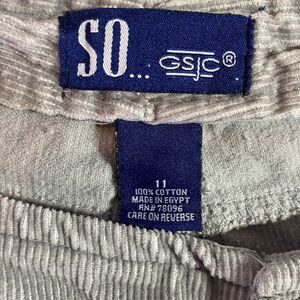 SO... GSJC®
11
100% COTTON
MADE IN EGYPT
RN# 78096
CARE ON REVERSE